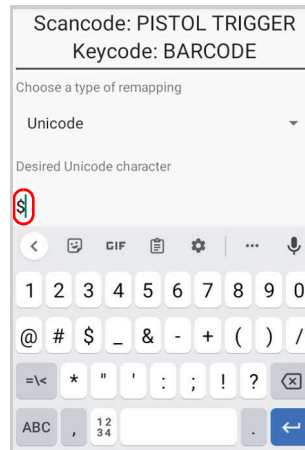 Scancode: PISTOL TRIGGER
Keycode: BARCODE
Choose a type of remapping
Unicode
Desired Unicode character
$
GIF
1 2 3 4 5 6 7 8 9 0
@ # $ _ & - + ( ) /
=\< * " ' : ; ! ?
ABC , 12 .
34